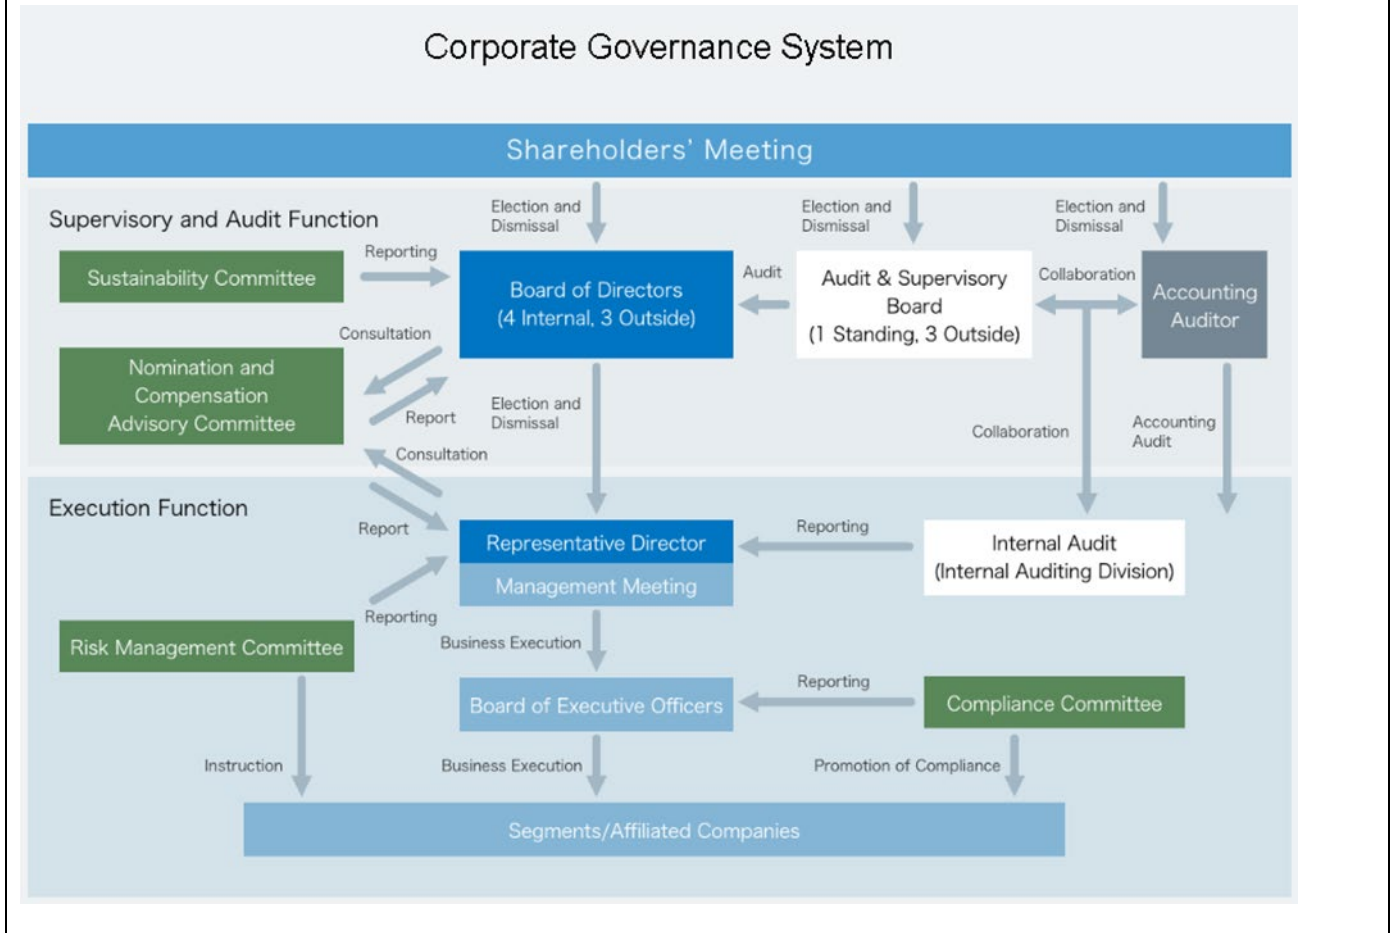 Corporate Governance System
Shareholders' Meeting
Supervisory and Audit Function
Election and
Dismissal
Election and
Dismissal
Election and
Dismissal
Sustainability Committee
Reporting
Board of Directors
(4 Internal, 3 Outside)
Audit
Audit & Supervisory
Board
(1 Standing, 3 Outside)
Collaboration
Accounting
Auditor
Consultation
Nomination and
Compensation
Advisory Committee
Report
Election and
Dismissal
Collaboration
Accounting
Audit
Consultation
Execution Function
Report
Representative Director
Management Meeting
Reporting
Internal Audit
(Internal Auditing Division)
Reporting
Risk Management Committee
Business Execution
Board of Executive Officers
Reporting
Compliance Committee
Instruction
Business Execution
Promotion of Compliance
Segments/Affiliated Companies